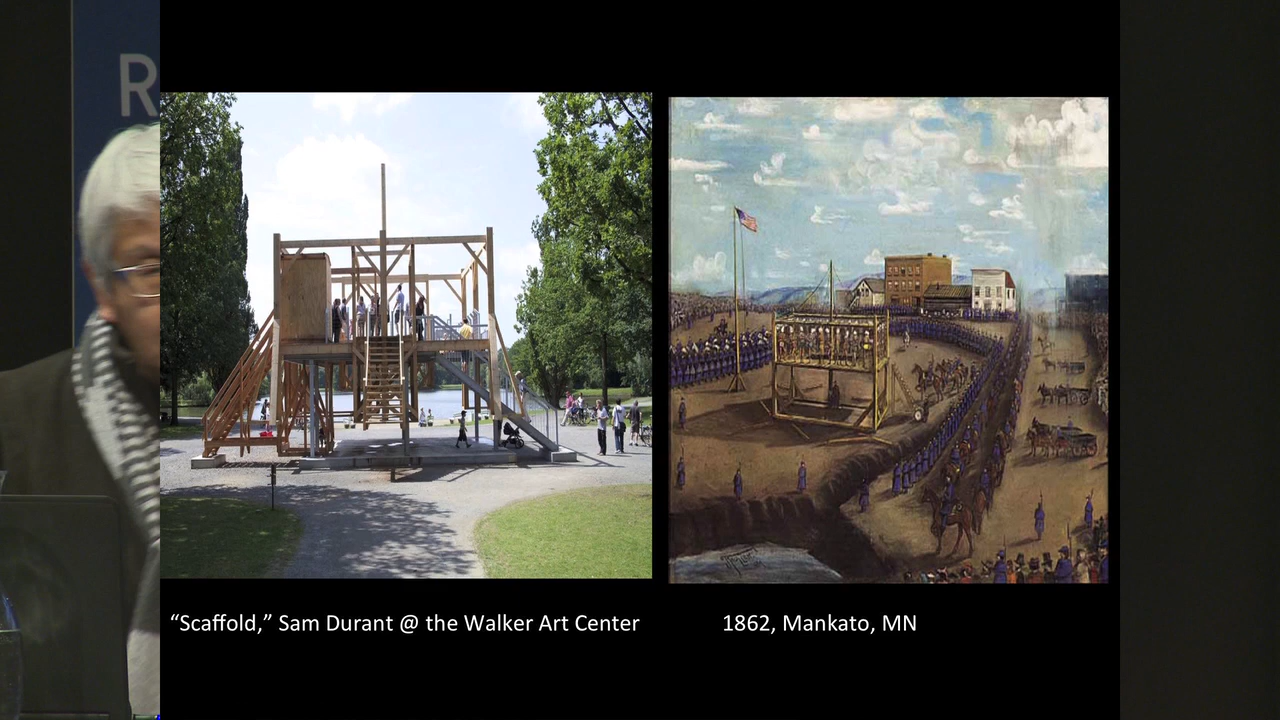 R
“Scaffold,” Sam Durant @ the Walker Art Center
1862, Mankato, MN